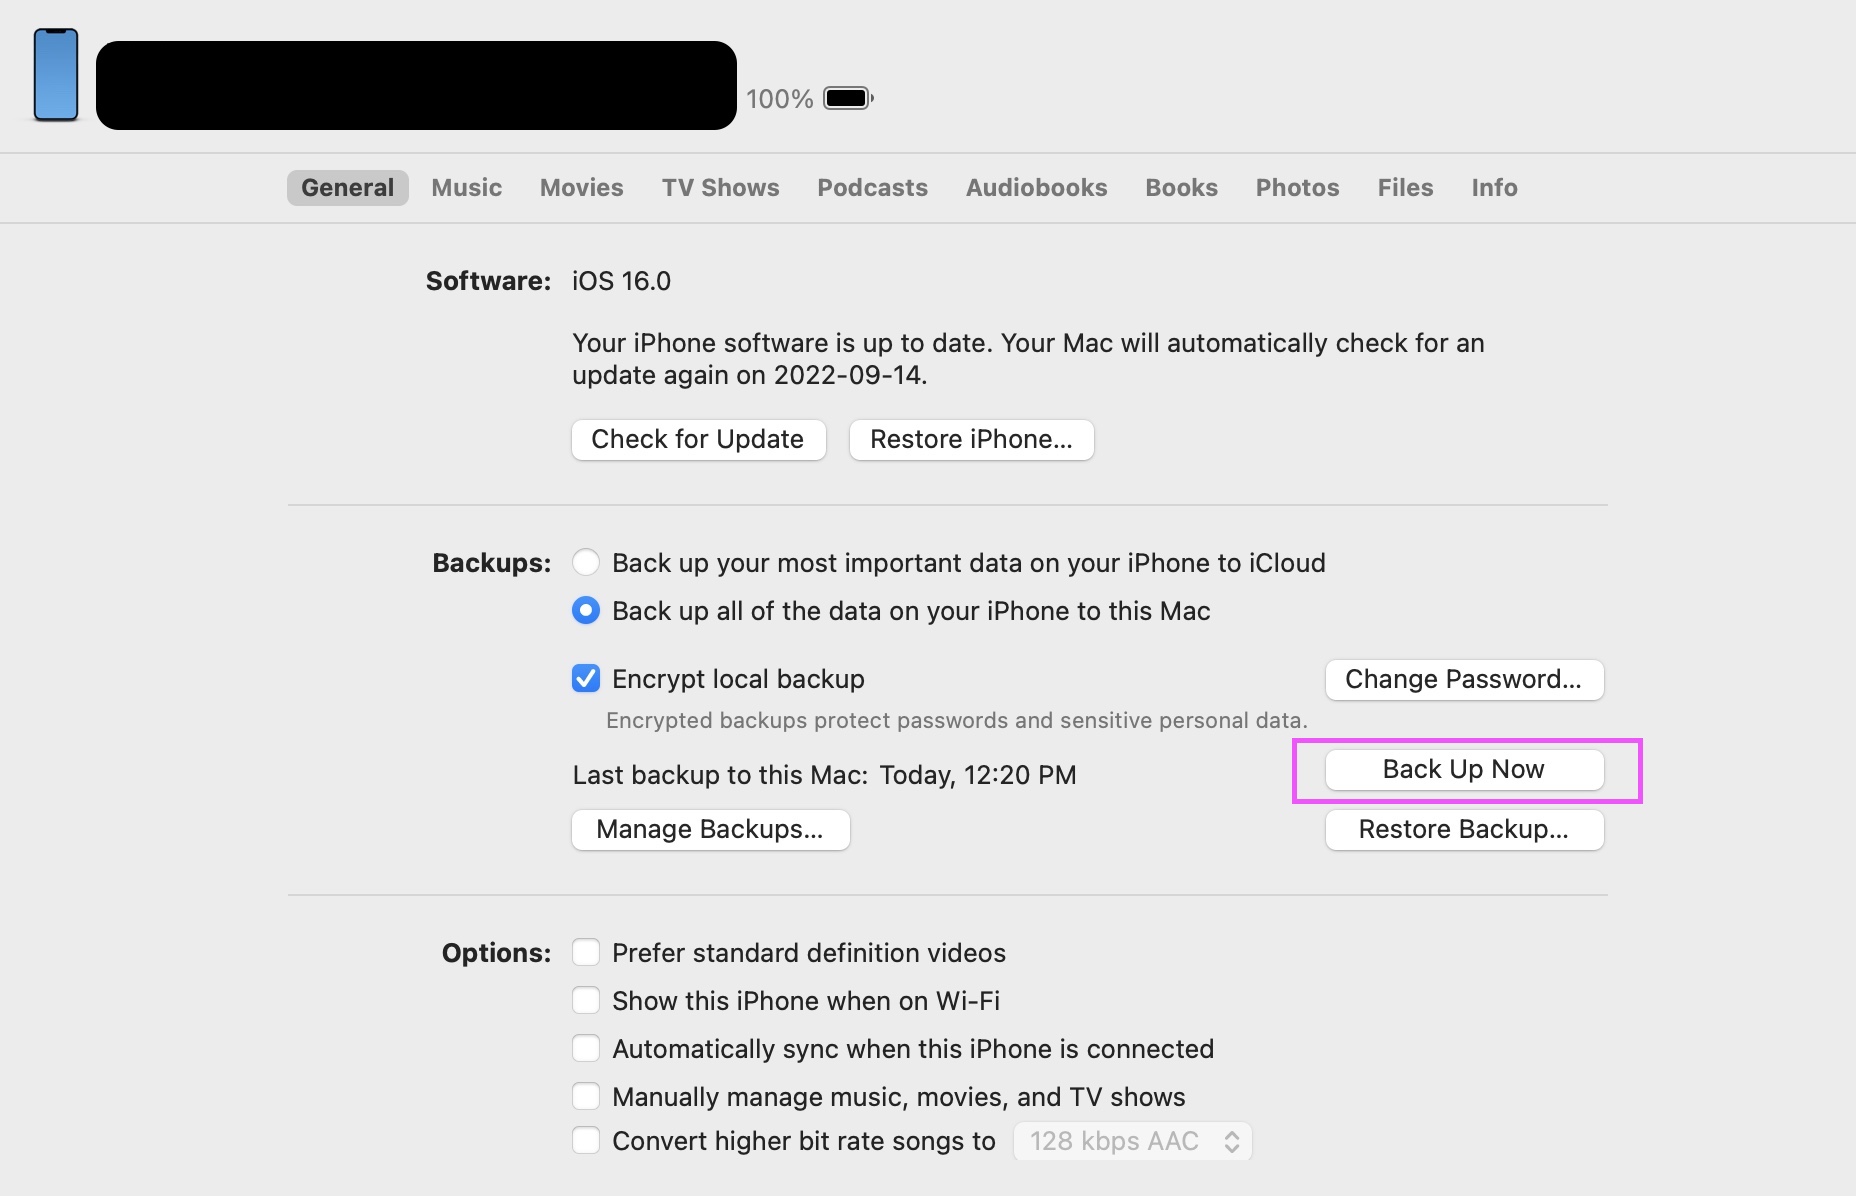 100%
General Music Movies TV Shows Podcasts Audiobooks Books Photos Files Info
Software: iOS 16.0
Your iPhone software is up to date. Your Mac will automatically check for an
update again on 2022-09-14.
Check for Update Restore iPhone...
Backups: Back up your most important data on your iPhone to iCloud
Back up all of the data on your iPhone to this Mac
Encrypt local backup Change Password...
Encrypted backups protect passwords and sensitive personal data.
Last backup to this Mac: Today, 12:20 PM Back Up Now
Manage Backups... Restore Backup...
Options: Prefer standard definition videos
Show this iPhone when on Wi-Fi
Automatically sync when this iPhone is connected
Manually manage music, movies, and TV shows
Convert higher bit rate songs to 128 kbps AAC